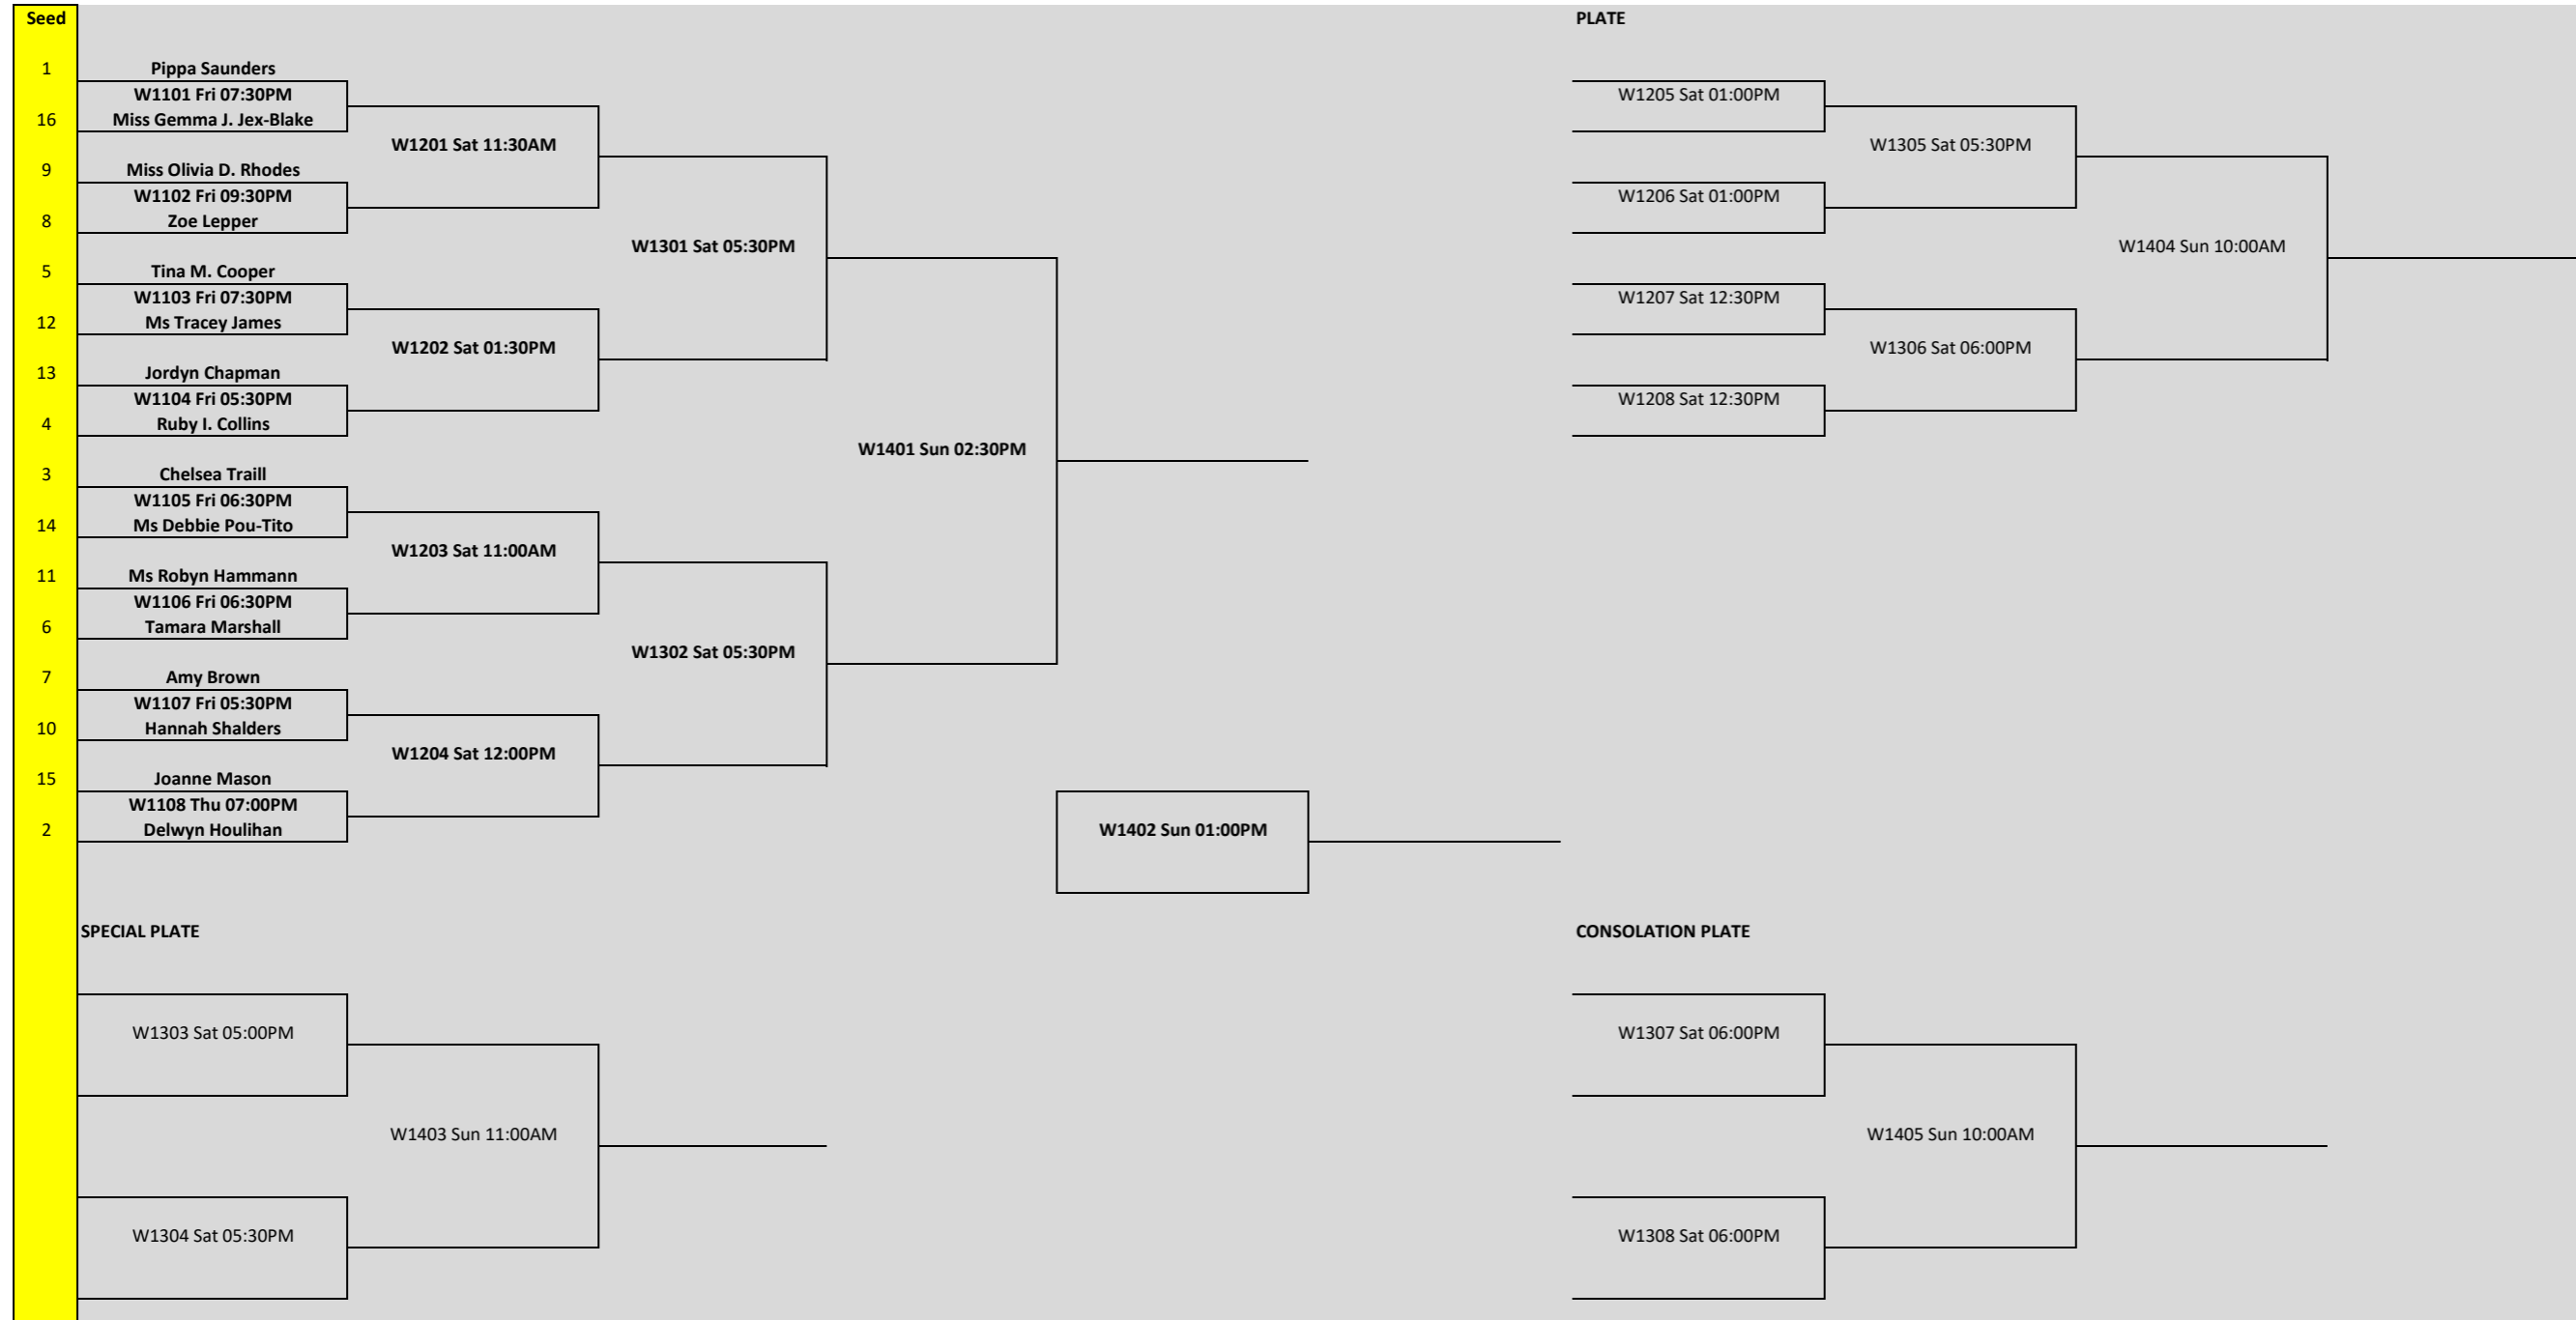 Seed
PLATE
1 Pippa Saunders
W1101 Fri 07:30PM
16 Miss Gemma J. Jex-Blake
W1201 Sat 11:30AM
9 Miss Olivia D. Rhodes
W1102 Fri 09:30PM
8 Zoe Lepper
W1301 Sat 05:30PM
5 Tina M. Cooper
W1103 Fri 07:30PM
12 Ms Tracey James
W1202 Sat 01:30PM
13 Jordyn Chapman
W1104 Fri 05:30PM
4 Ruby I. Collins
W1401 Sun 02:30PM
3 Chelsea Traill
W1105 Fri 06:30PM
14 Ms Debbie Pou-Tito
W1203 Sat 11:00AM
11 Ms Robyn Hammann
W1106 Fri 06:30PM
6 Tamara Marshall
W1302 Sat 05:30PM
7 Amy Brown
W1107 Fri 05:30PM
10 Hannah Shalders
W1204 Sat 12:00PM
15 Joanne Mason
W1108 Thu 07:00PM
2 Delwyn Houlihan
W1402 Sun 01:00PM
W1205 Sat 01:00PM
W1305 Sat 05:30PM
W1206 Sat 01:00PM
W1404 Sun 10:00AM
W1207 Sat 12:30PM
W1306 Sat 06:00PM
W1208 Sat 12:30PM
SPECIAL PLATE
W1303 Sat 05:00PM
W1403 Sun 11:00AM
W1304 Sat 05:30PM
CONSOLATION PLATE
W1307 Sat 06:00PM
W1405 Sun 10:00AM
W1308 Sat 06:00PM